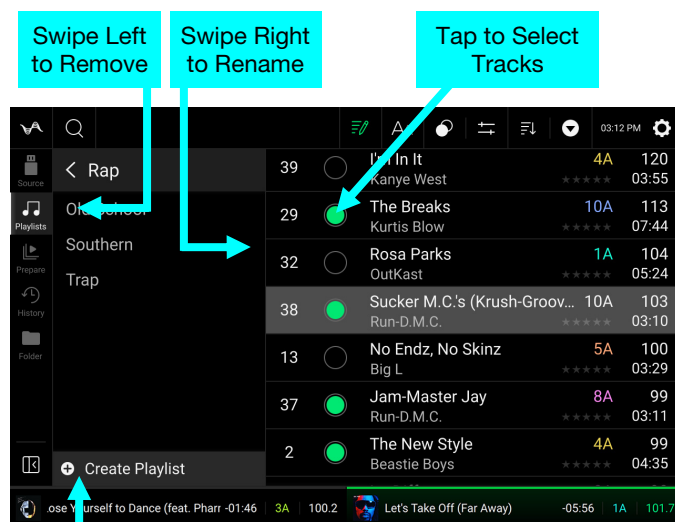 Swipe Left
to Remove
Swipe Right
to Rename
Tap to Select
Tracks
03:12 PM
Source
Playlists
Prepare
History
Folder
Rap
Southern
Trap
Create Playlist
39 I'm In It 4A 120
Kanye West 03:55
29 The Breaks 10A 113
Kurtis Blow 07:44
32 Rosa Parks 1A 104
OutKast 05:24
38 Sucker M.C.'s (Krush-Groov... 10A 103
Run-D.M.C. 03:10
13 No Endz, No Skinz 5A 100
Big L 03:29
37 Jam-Master Jay 8A 99
Run-D.M.C. 03:11
2 The New Style 4A 99
Beastie Boys 04:35
.ose Yourself to Dance (feat. Pharr -01:46 3A 100.2
Let's Take Off (Far Away) -05:56 1A 101.7